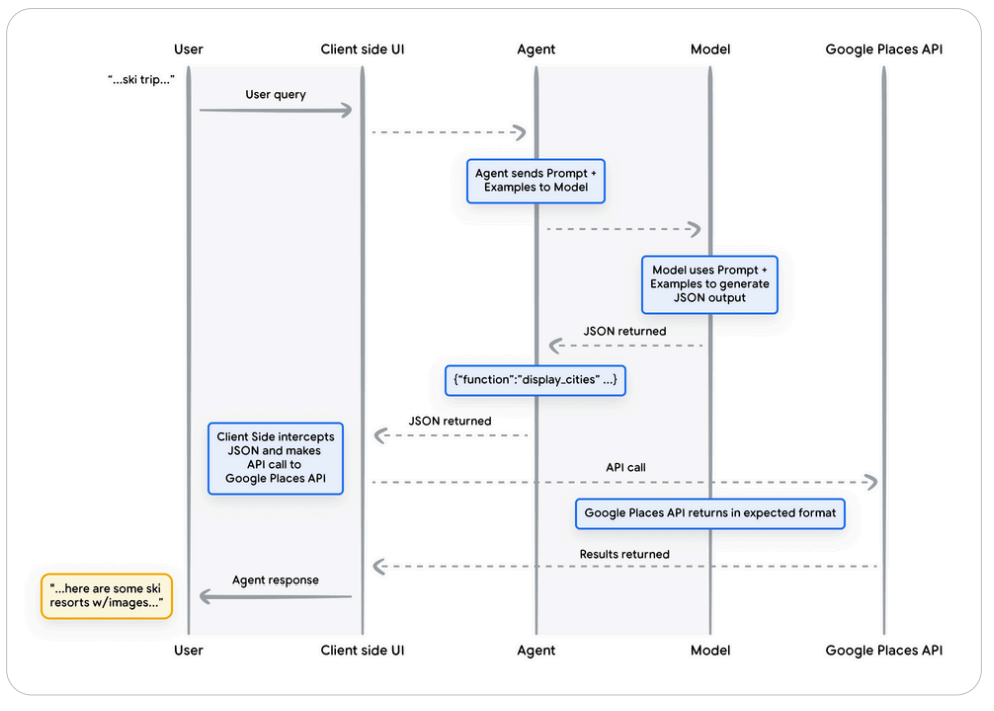 User
Client side UI
Agent
Model
Google Places API
“...ski trip...”
User query
Agent sends Prompt +
Examples to Model
Model uses Prompt +
Examples to generate
JSON output
JSON returned
{“function”:”display_cities” ...}
JSON returned
Client Side intercepts
JSON and makes
API call to
Google Places API
API call
Google Places API returns in expected format
Results returned
Agent response
“...here are some ski
resorts w/images...”
User
Client side UI
Agent
Model
Google Places API